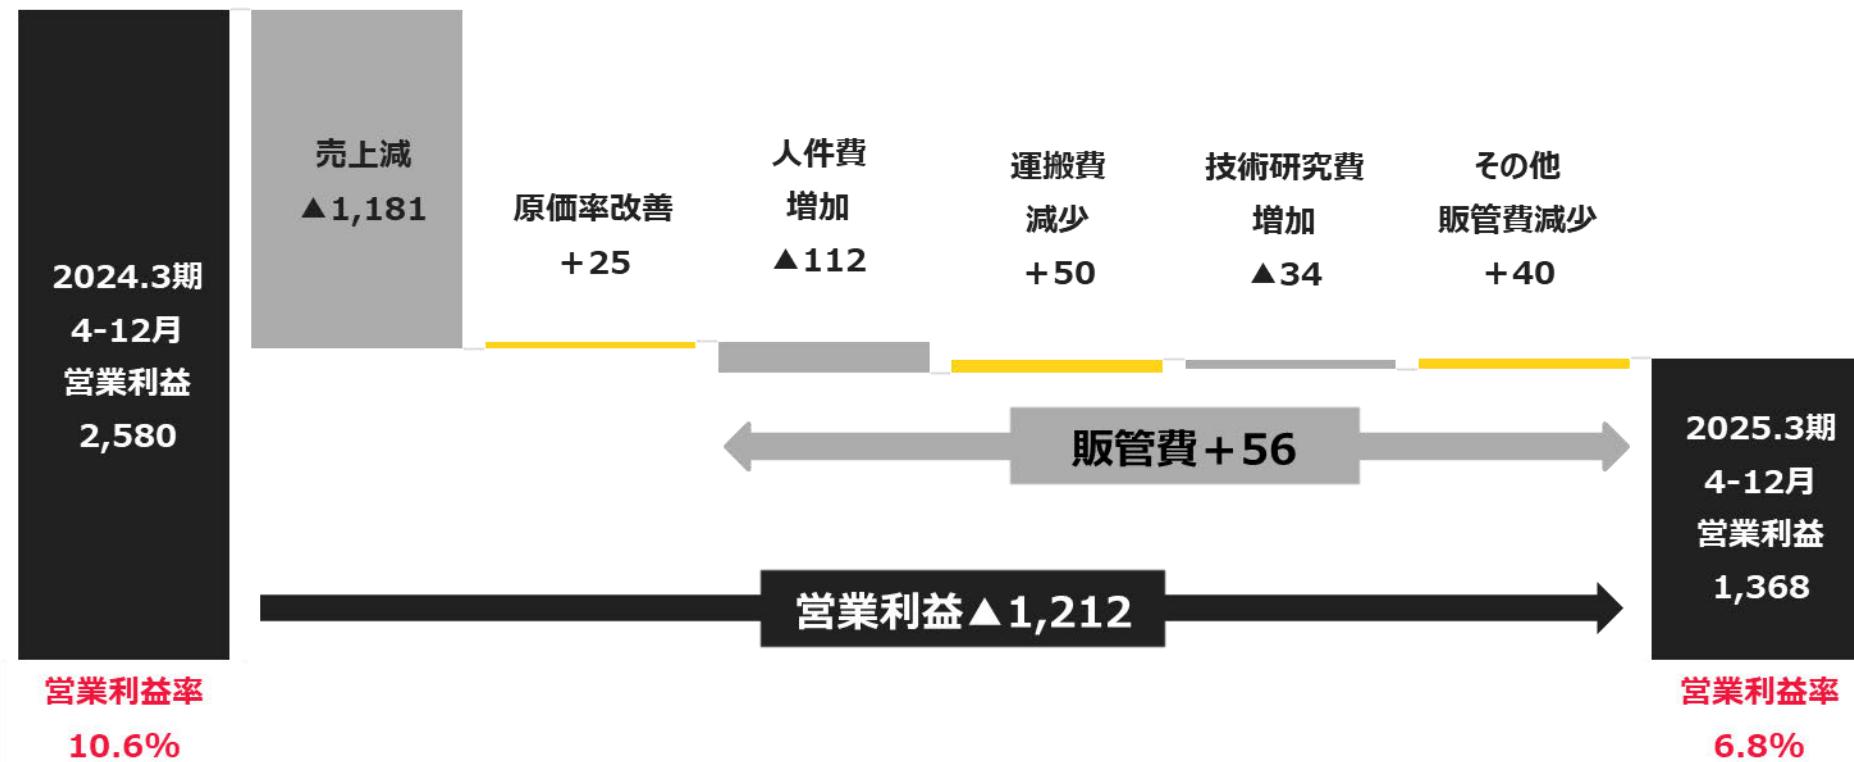 2024.3期
4-12月
営業利益
2,580
営業利益率
10.6%
売上減
▲1,181
原価率改善
+25
人件費
増加
▲112
運搬費
減少
+50
技術研究費
増加
▲34
その他
販管費減少
+40
販管費+56
営業利益▲1,212
2025.3期
4-12月
営業利益
1,368
営業利益率
6.8%